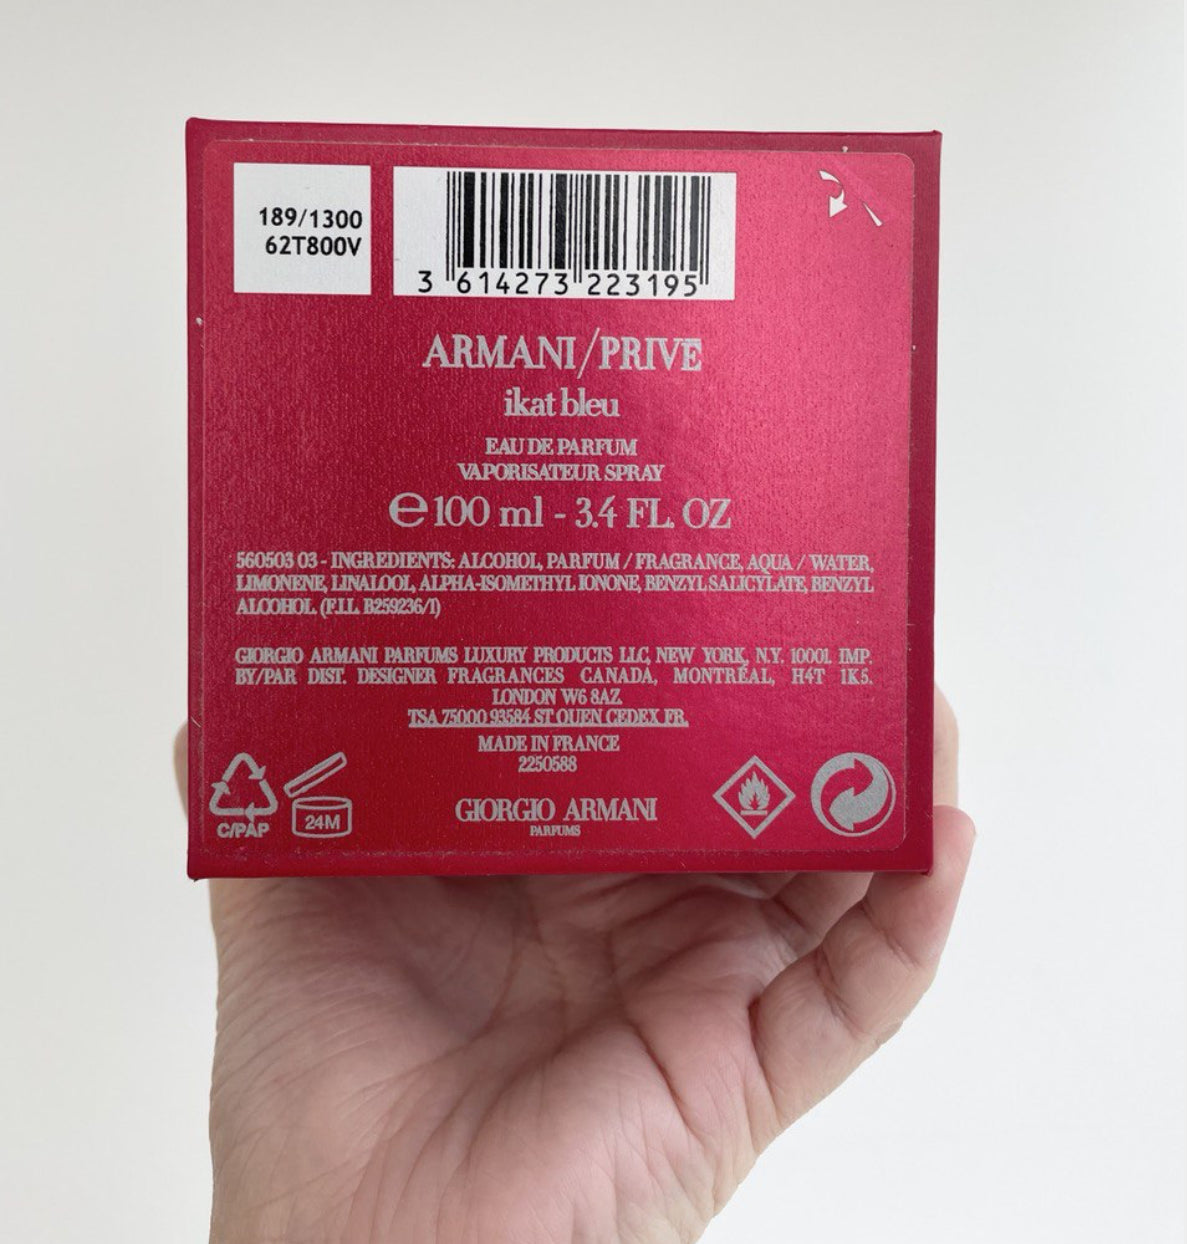 189/1300
62T800V
3 614273 223195
ARMANI/PRIVĒ
ikat bleu
EAU DE PARFUM
VAPORISATEUR SPRAY
℮100 ml - 3.4 FL. OZ
560503 03 - INGREDIENTS: ALCOHOL, PARFUM / FRAGRANCE, AQUA / WATER,
LIMONENE, LINALOOL, ALPHA-ISOMETHYL IONONE, BENZYL SALICYLATE, BENZYL
ALCOHOL. (F.I.L. B259236/1)
GIORGIO ARMANI PARFUMS LUXURY PRODUCTS LLC, NEW YORK, N.Y. 10001. IMP.
BY/PAR DIST. DESIGNER FRAGRANCES CANADA, MONTRÉAL, H4T 1K5.
LONDON W6 8AZ.
TSA 75000 93584 ST OUEN CEDEX FR.
MADE IN FRANCE
2250588
C/PAP
24M
GIORGIO ARMANI
PARFUMS